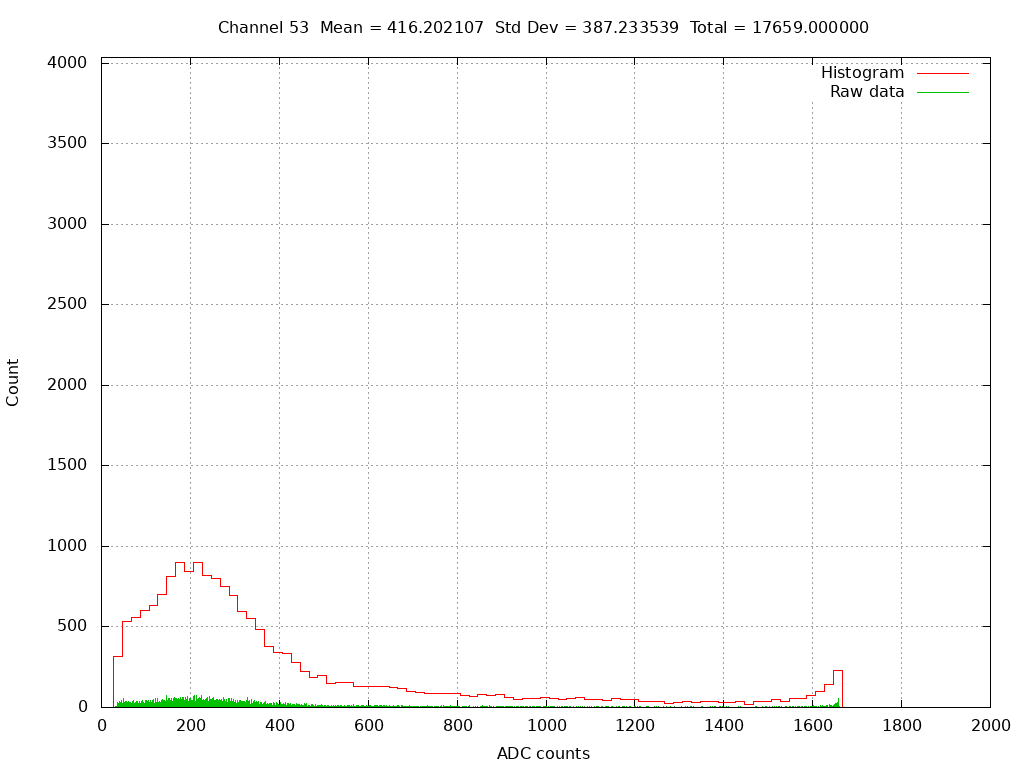 Channel 53  Mean = 416.202107  Std Dev = 387.233539  Total = 17659.000000
Histogram
Raw data
4000
3500
3000
2500
2000
1500
1000
500
0
Count
0 200 400 600 800 1000 1200 1400 1600 1800 2000
ADC counts